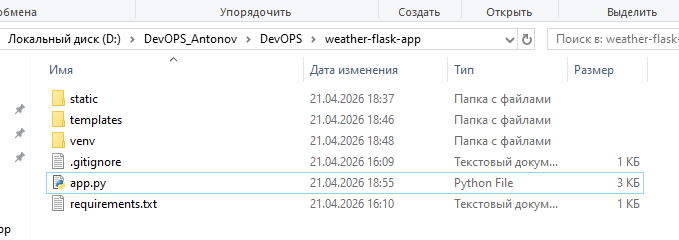 обмена Упорядочить Открыть Выделить
Локальный диск (D:) DevOPS_Antonov DevOPS weather-flask-app Поиск в: weather-flask-
Имя Дата изменения Тип Размер
static 21.04.2026 18:37 Папка с файлами
templates 21.04.2026 18:46 Папка с файлами
venv 21.04.2026 18:48 Папка с файлами
.gitignore 21.04.2026 16:09 Текстовый докум... 1 КБ
app.py 21.04.2026 18:55 Python File 3 КБ
requirements.txt 21.04.2026 16:10 Текстовый докум... 1 КБ
op